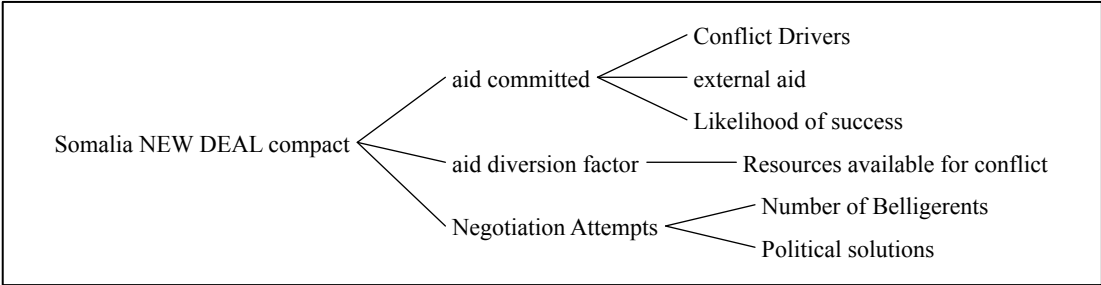 Somalia NEW DEAL compact
aid committed
Conflict Drivers
external aid
Likelihood of success
aid diversion factor
Resources available for conflict
Negotiation Attempts
Number of Belligerents
Political solutions